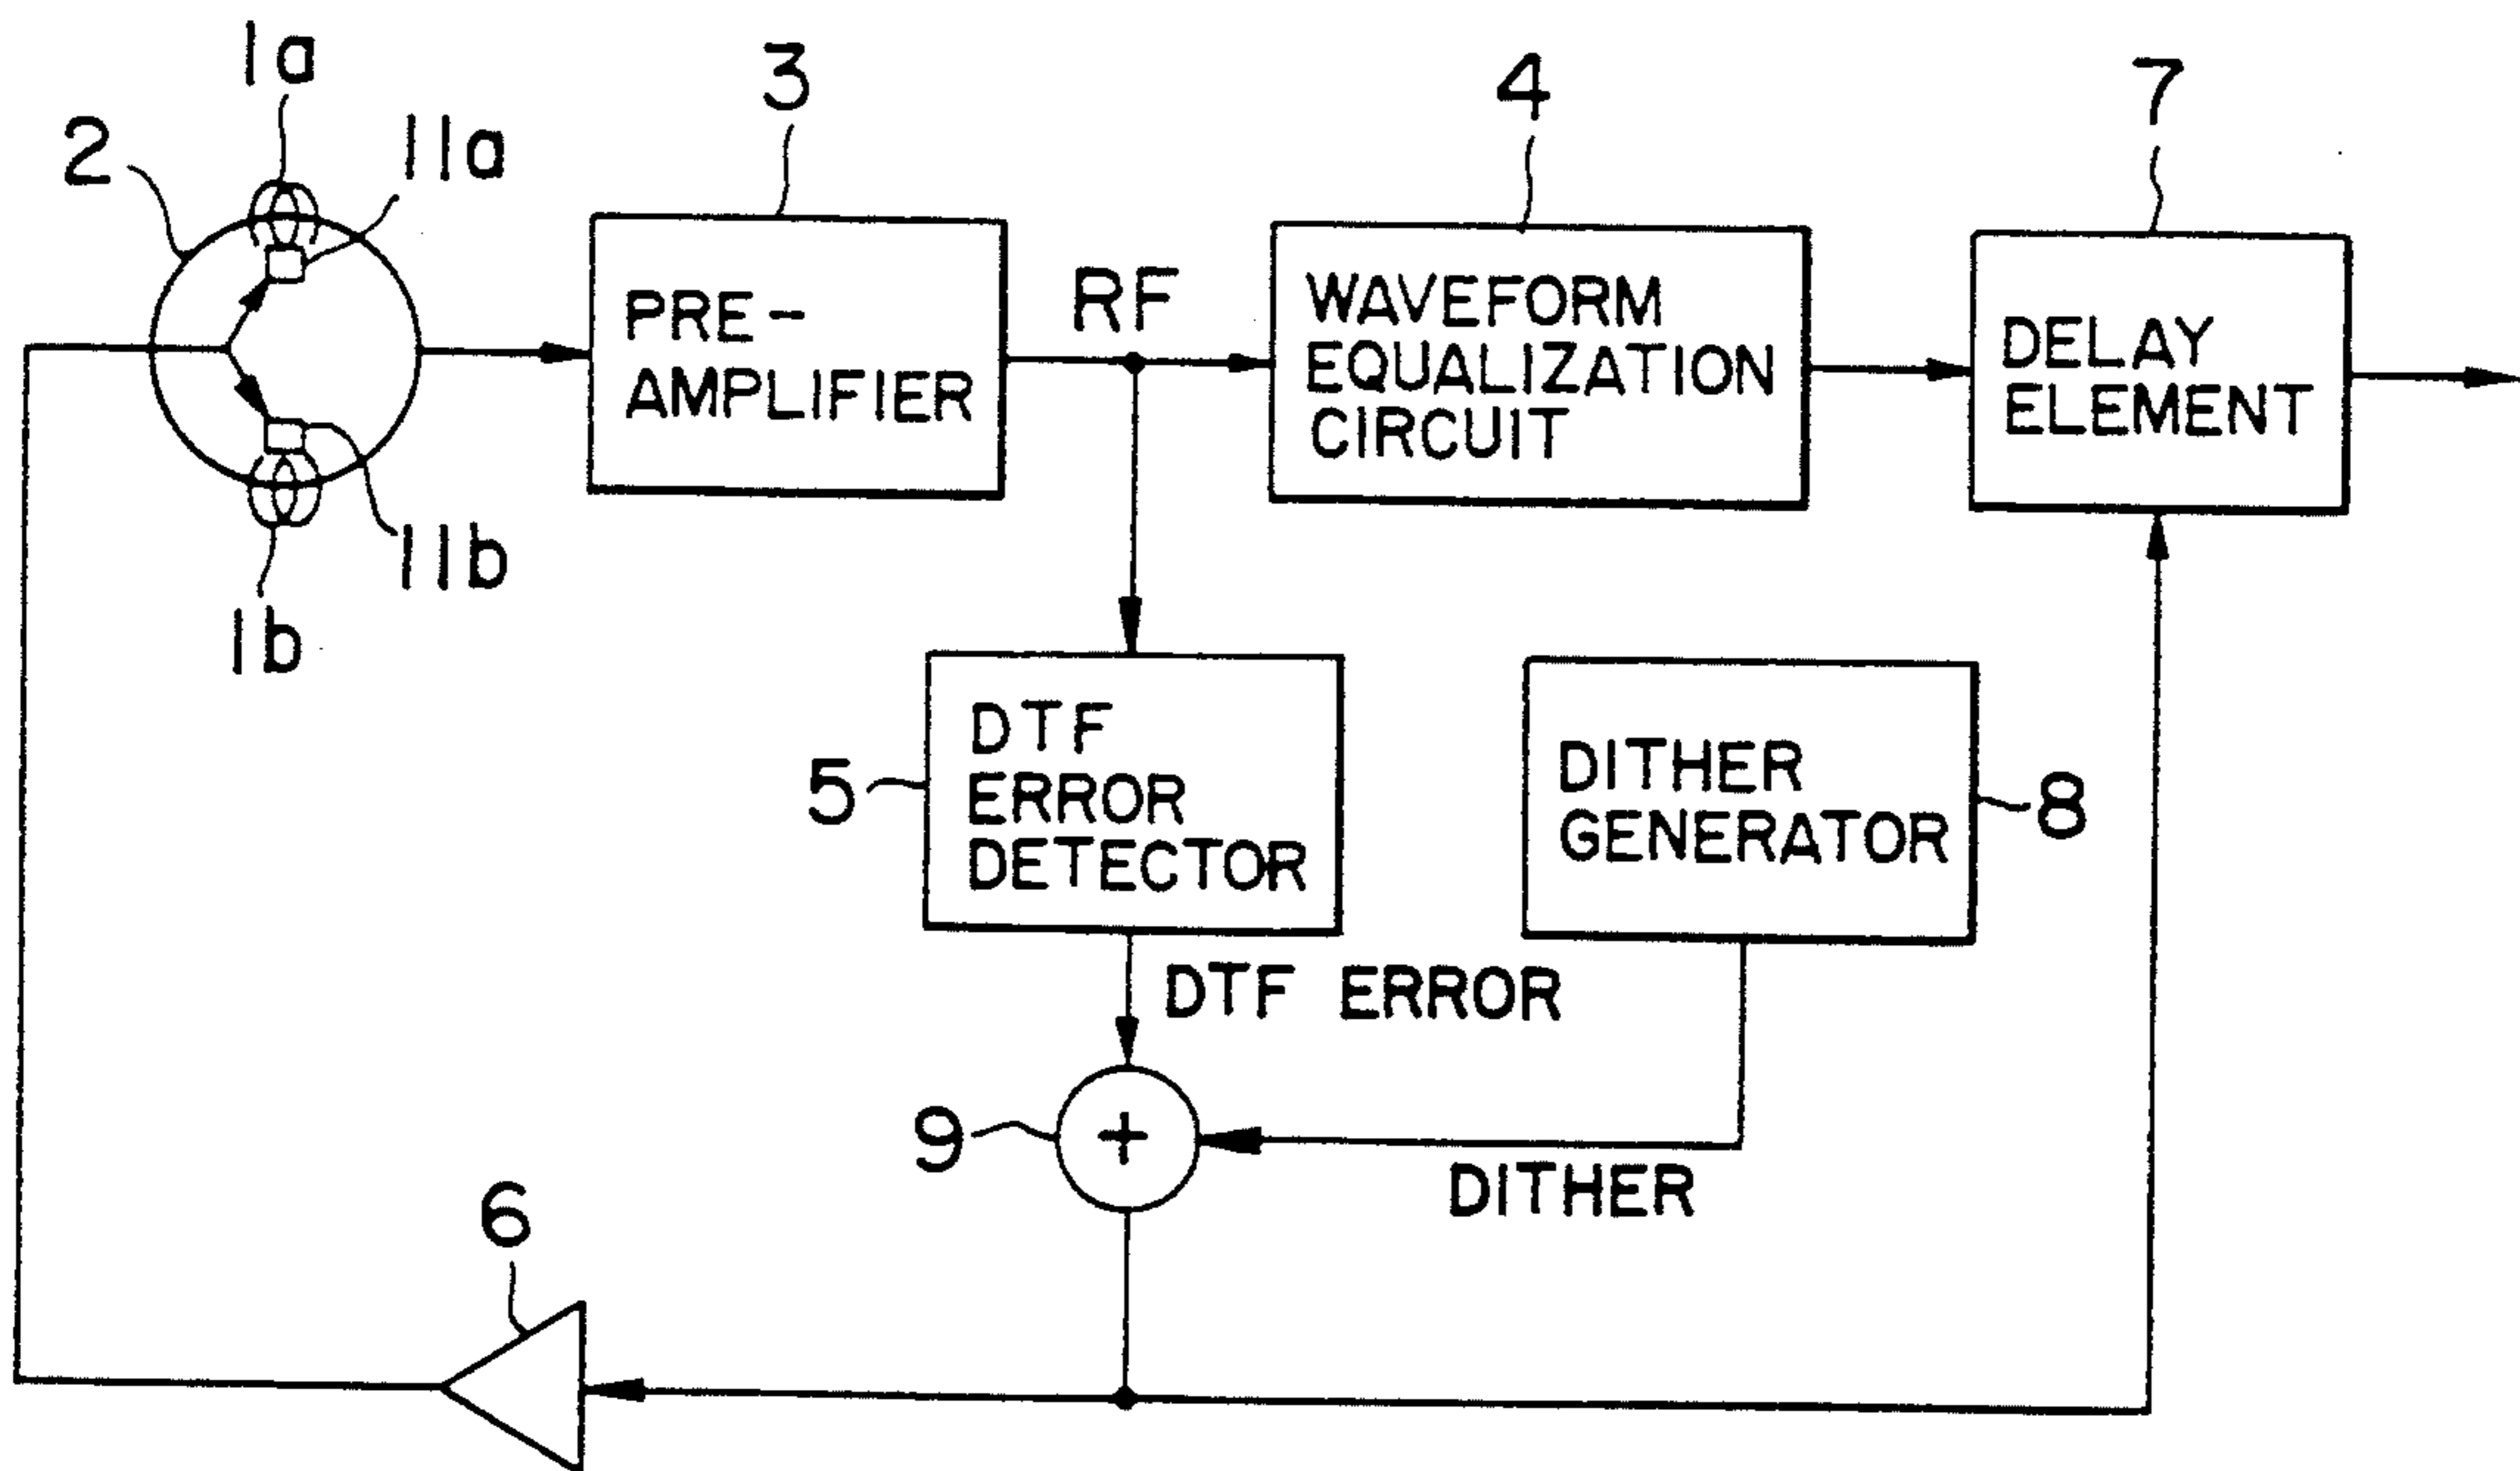 1a
3
4
7
2
11a
PRE-
AMPLIFIER
RF
WAVEFORM
EQUALIZATION
CIRCUIT
DELAY
ELEMENT
11b
1b
5
DTF
ERROR
DETECTOR
DITHER
GENERATOR
8
DTF ERROR
9
+
DITHER
6